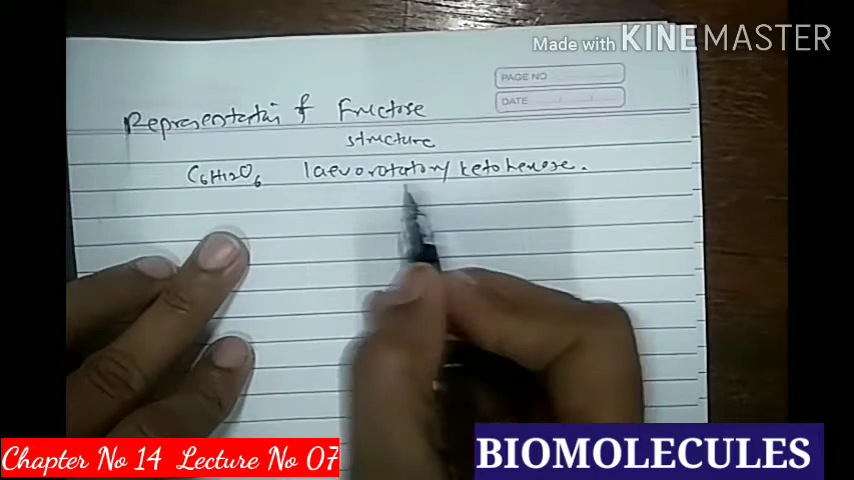 Made with KINEMASTER
PAGE NO
DATE
Representation of Fructose
structure
C6H12O6 laevorotatory ketohexose.
Chapter No 14 Lecture No 07
BIOMOLECULES